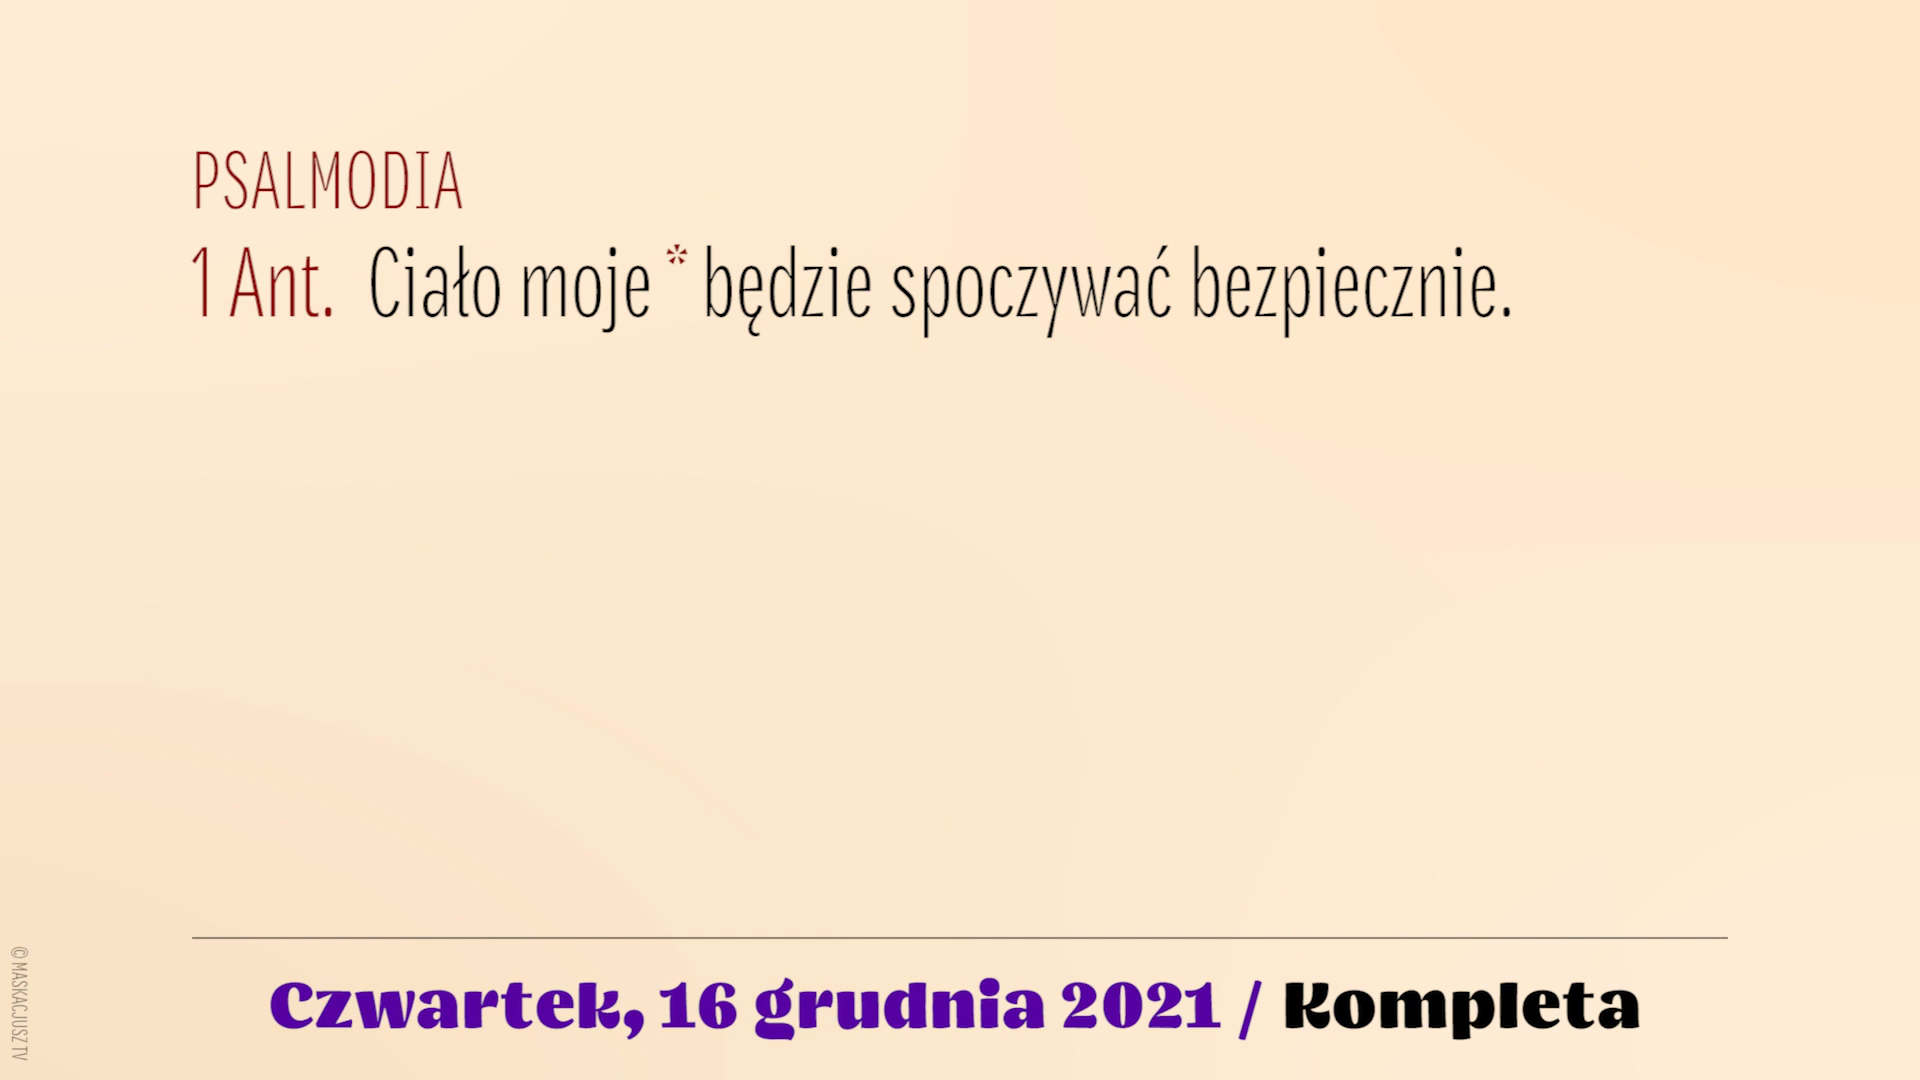 PSALMODIA
1 Ant. Ciało moje * będzie spoczywać bezpiecznie.
Czwartek, 16 grudnia 2021 / Kompleta
© MASKACJUSZ TV